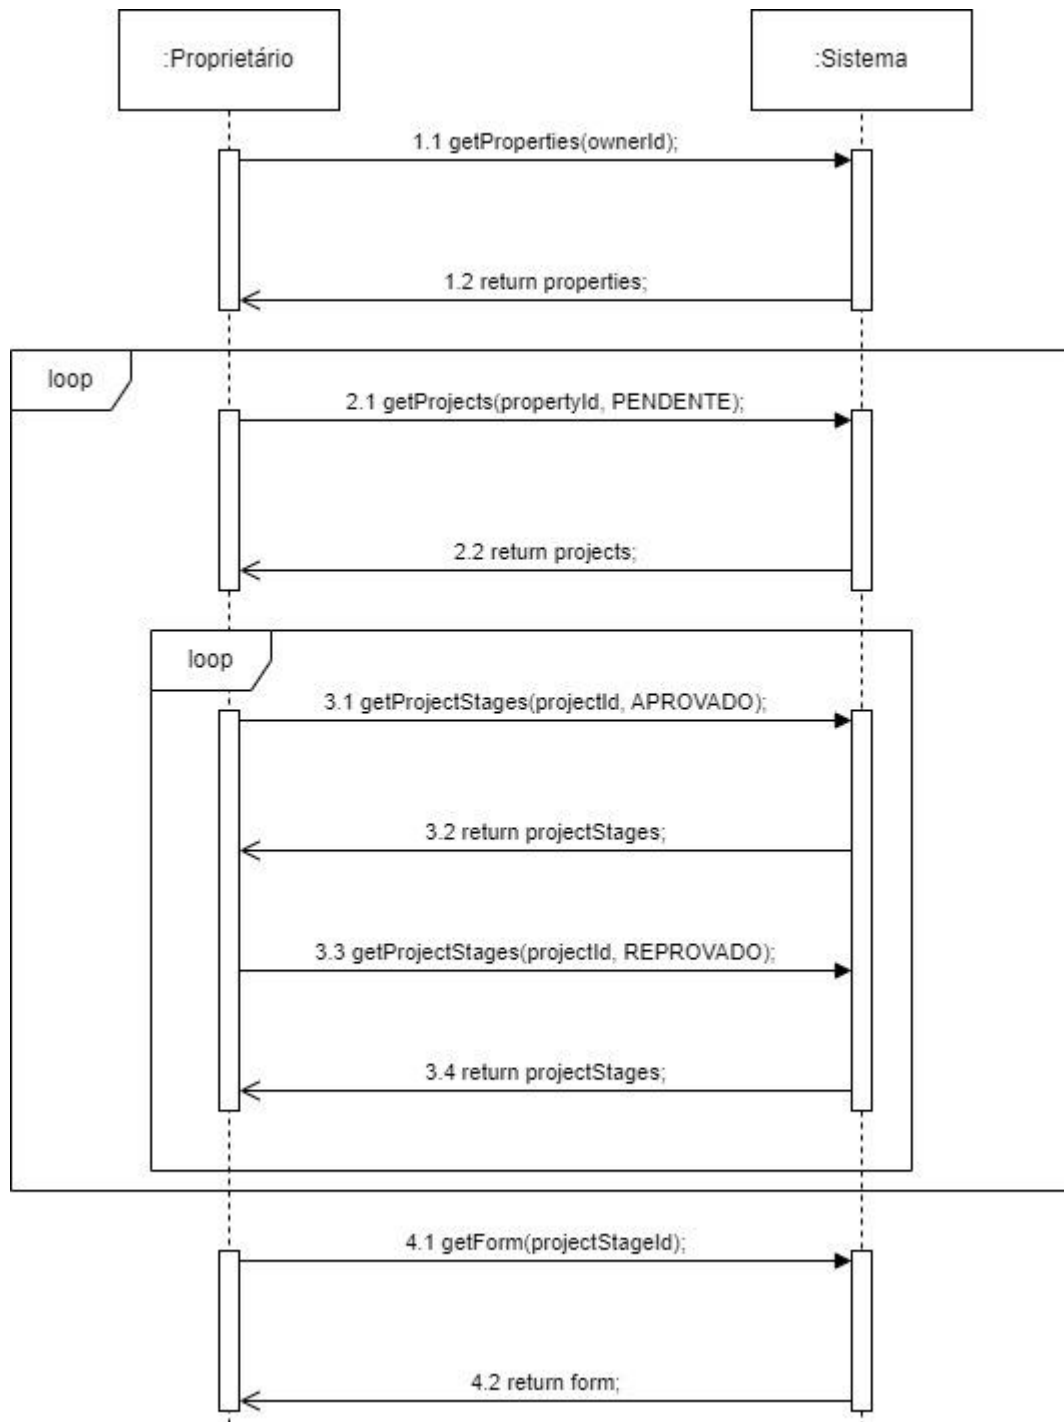 :Proprietário
:Sistema
1.1 getProperties(ownerId);
1.2 return properties;
loop
2.1 getProjects(propertyId, PENDENTE);
2.2 return projects;
loop
3.1 getProjectStages(projectId, APROVADO);
3.2 return projectStages;
3.3 getProjectStages(projectId, REPROVADO);
3.4 return projectStages;
4.1 getForm(projectStageId);
4.2 return form;